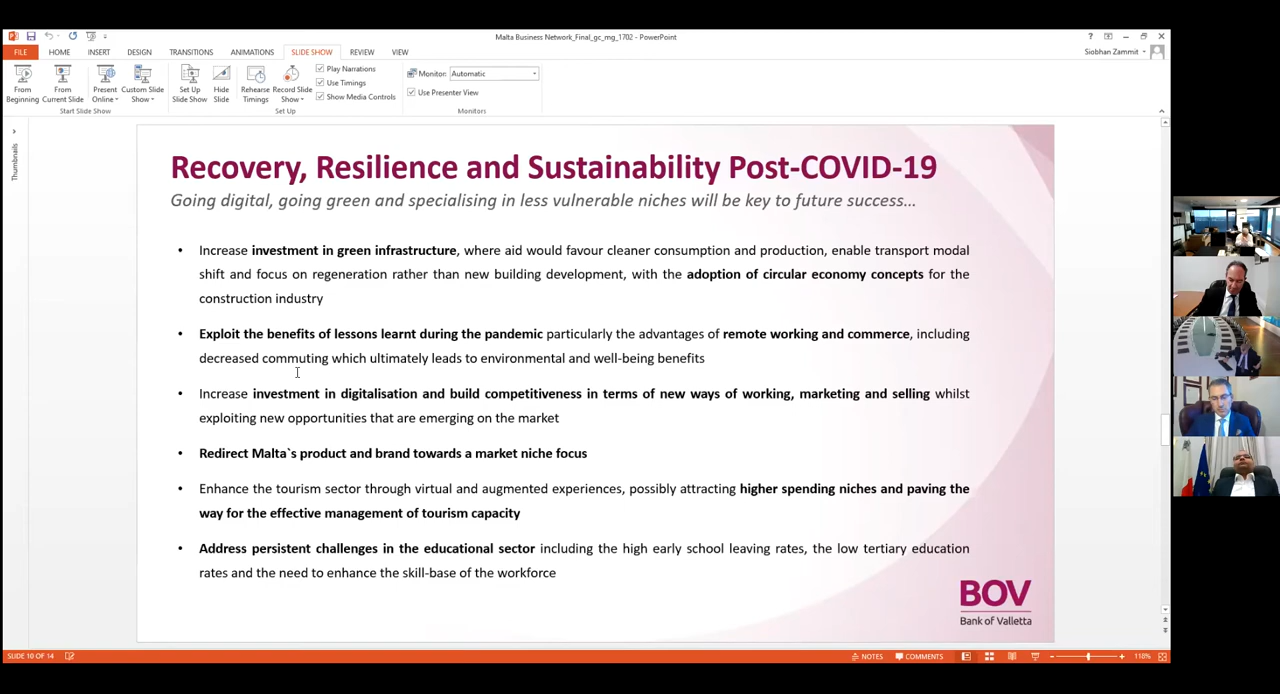 Malta Business Network_Final_gc_mg_1702 - PowerPoint
FILE HOME INSERT DESIGN TRANSITIONS ANIMATIONS SLIDE SHOW REVIEW VIEW
Siobhan Zammit
From Beginning
From Current Slide
Present Online
Custom Slide Show
Start Slide Show
Set Up Slide Show
Hide Slide
Rehearse Timings
Record Slide Show
Play Narrations
Use Timings
Show Media Controls
Set Up
Monitor: Automatic
Use Presenter View
Monitors
Thumbnails
Recovery, Resilience and Sustainability Post-COVID-19
Going digital, going green and specialising in less vulnerable niches will be key to future success...
• Increase investment in green infrastructure, where aid would favour cleaner consumption and production, enable transport modal
shift and focus on regeneration rather than new building development, with the adoption of circular economy concepts for the
construction industry
• Exploit the benefits of lessons learnt during the pandemic particularly the advantages of remote working and commerce, including
decreased commuting which ultimately leads to environmental and well-being benefits
• Increase investment in digitalisation and build competitiveness in terms of new ways of working, marketing and selling whilst
exploiting new opportunities that are emerging on the market
• Redirect Malta`s product and brand towards a market niche focus
• Enhance the tourism sector through virtual and augmented experiences, possibly attracting higher spending niches and paving the
way for the effective management of tourism capacity
• Address persistent challenges in the educational sector including the high early school leaving rates, the low tertiary education
rates and the need to enhance the skill-base of the workforce
BOV
Bank of Valletta
SLIDE 10 OF 14
NOTES COMMENTS 118%